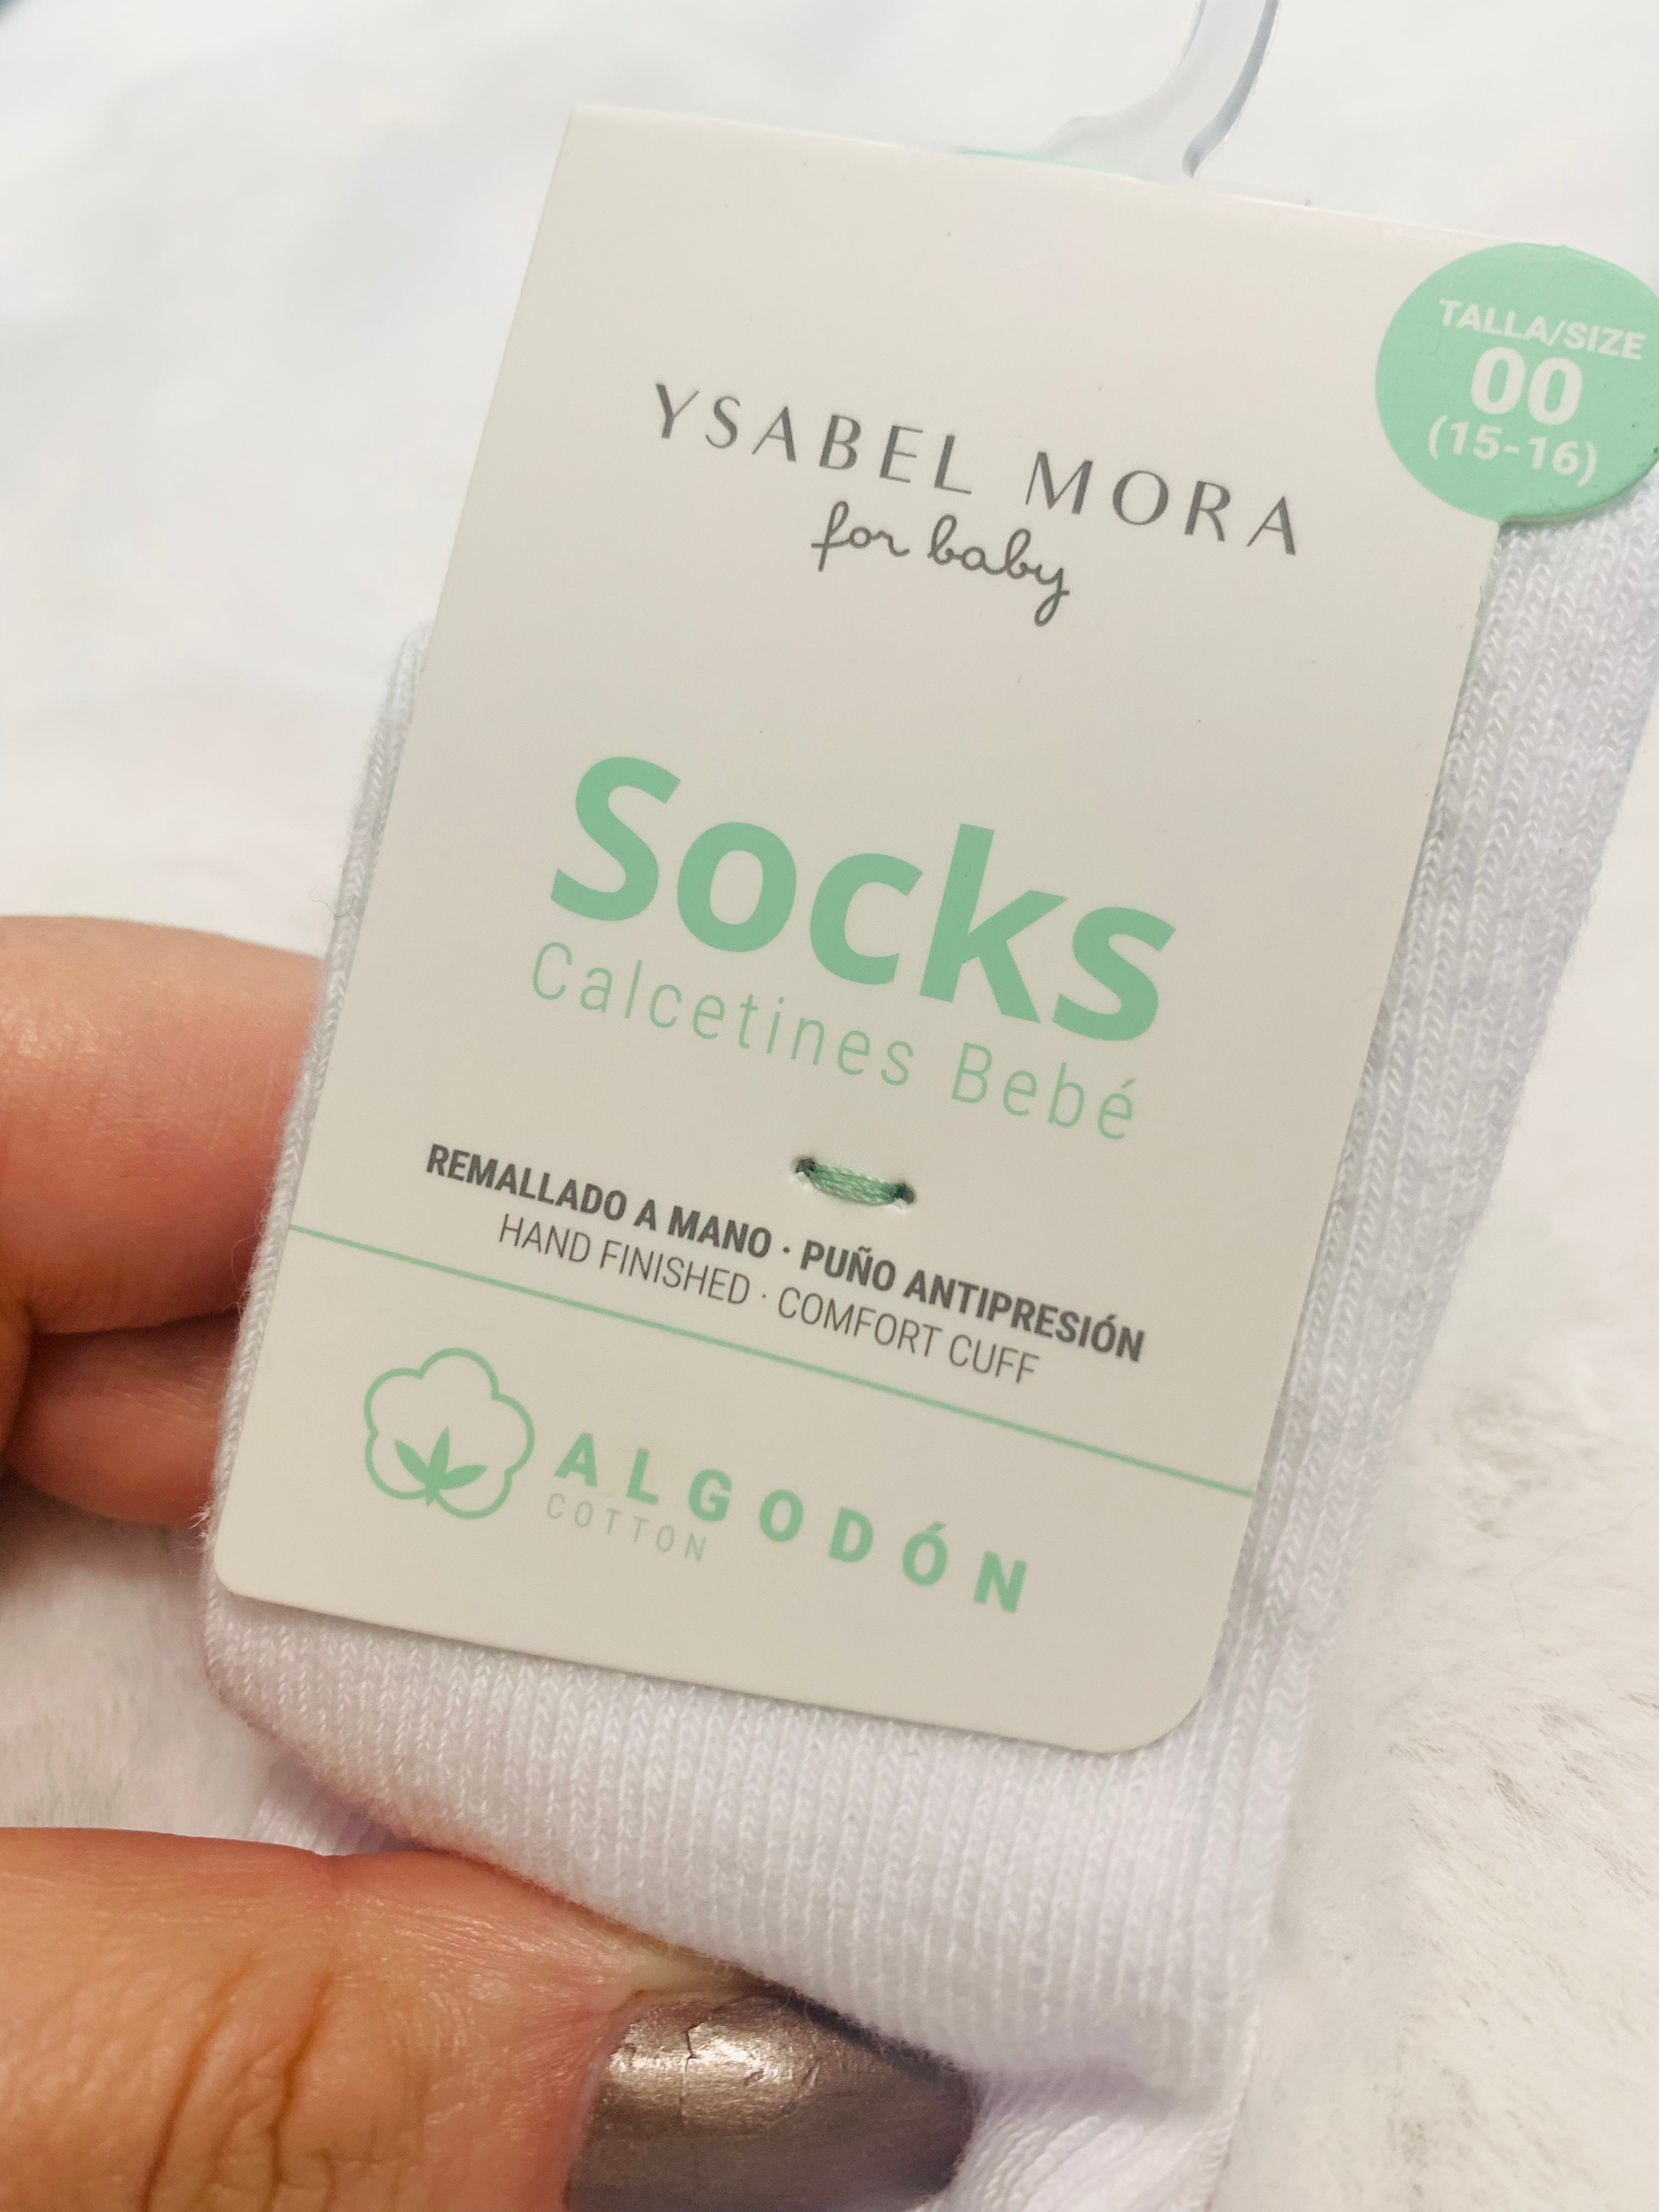 TALLA/SIZE
00
(15-16)
YSABEL MORA
for baby
Socks
Calcetines Bebé
REMALLADO A MANO · PUÑO ANTIPRESIÓN
HAND FINISHED · COMFORT CUFF
ALGODÓN
COTTON